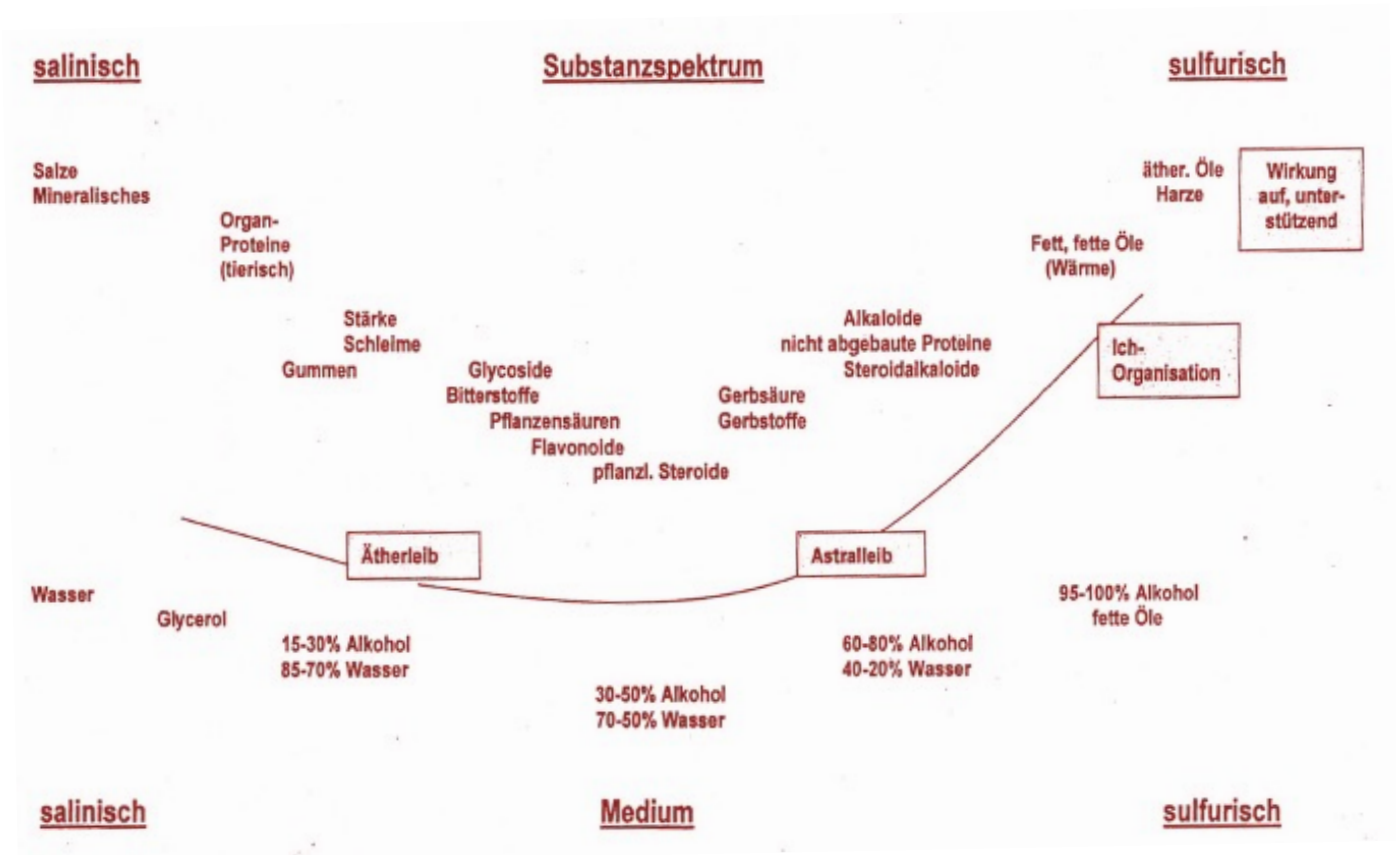 salinisch
Substanzspektrum
sulfurisch
Salze
Mineralisches
äther. Öle
Harze
Wirkung
auf, unter-
stützend
Organ-
Proteine
(tierisch)
Fett, fette Öle
(Wärme)
Stärke
Schleime
Gummen
Glycoside
Bitterstoffe
Pflanzensäuren
Flavonoide
pflanzl. Steroide
Gerbsäure
Gerbstoffe
Alkaloide
nicht abgebaute Proteine
Steroidalkaloide
Ich-
Organisation
Ätherleib
Astralleib
Wasser
Glycerol
15-30% Alkohol
85-70% Wasser
30-50% Alkohol
70-50% Wasser
60-80% Alkohol
40-20% Wasser
95-100% Alkohol
fette Öle
salinisch
Medium
sulfurisch